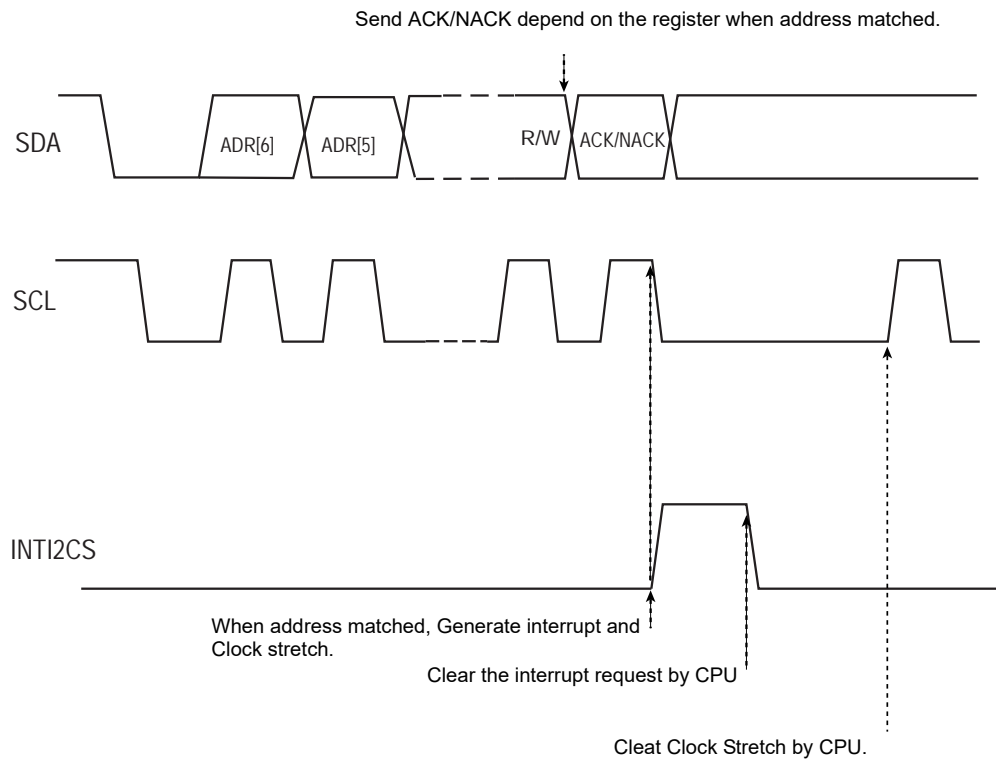 Send ACK/NACK depend on the register when address matched.
SDA
ADR[6]
ADR[5]
R/W
ACK/NACK
SCL
INTI2CS
When address matched, Generate interrupt and
Clock stretch.
Clear the interrupt request by CPU
Cleat Clock Stretch by CPU.